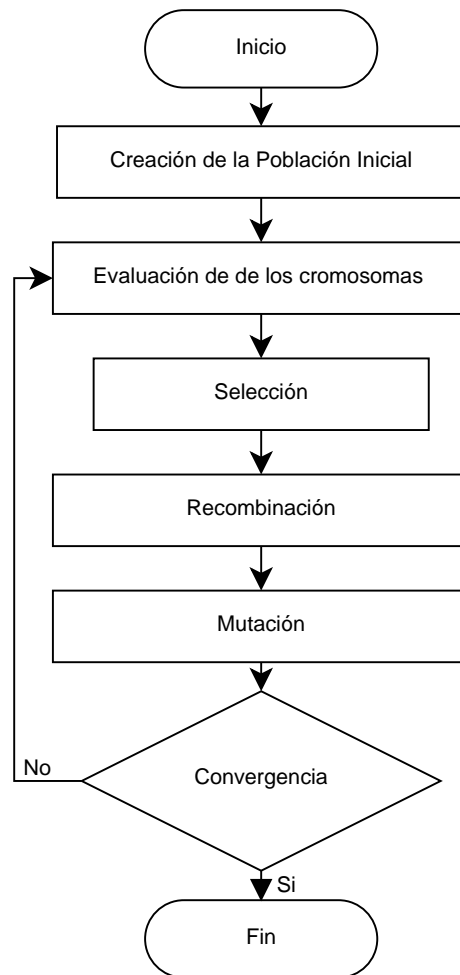 Inicio
Creación de la Población Inicial
Evaluación de de los cromosomas
Selección
Recombinación
Mutación
Convergencia
No
Si
Fin